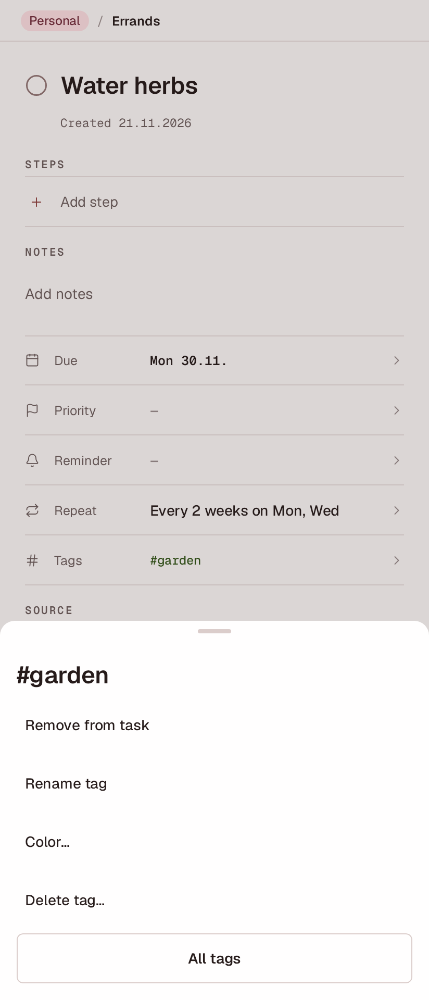 Personal / Errands
Water herbs
Created 21.11.2026
STEPS
+ Add step
NOTES
Add notes
Due Mon 30.11.
Priority –
Reminder –
Repeat Every 2 weeks on Mon, Wed
Tags #garden
SOURCE
#garden
Remove from task
Rename tag
Color…
Delete tag…
All tags